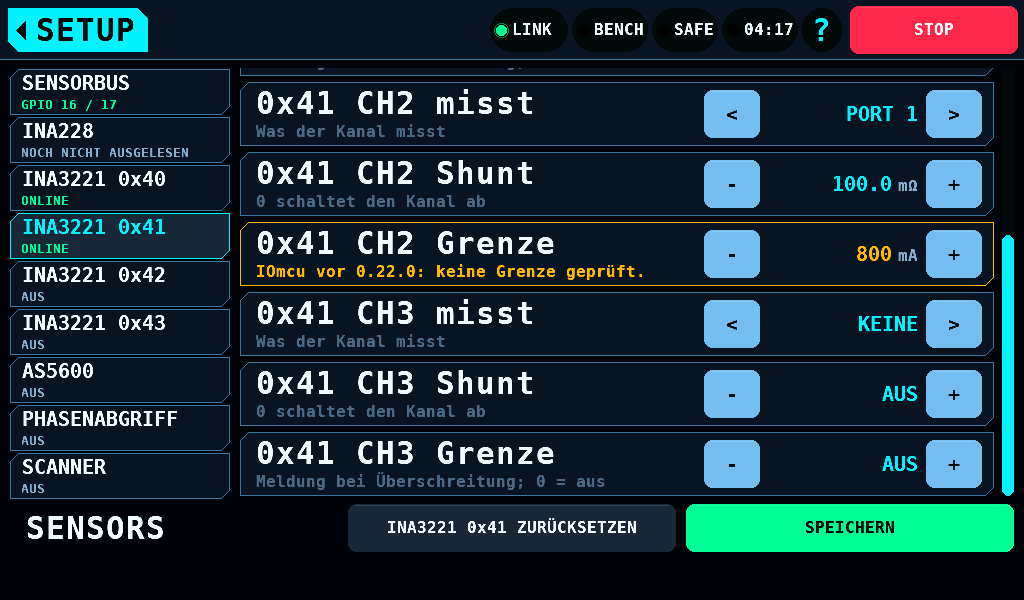 SETUP
LINK
BENCH
SAFE
04:17
?
STOP
SENSORBUS
GPIO 16 / 17
INA228
NOCH NICHT AUSGELESEN
INA3221 0x40
ONLINE
INA3221 0x41
ONLINE
INA3221 0x42
AUS
INA3221 0x43
AUS
AS5600
AUS
PHASENABGRIFF
AUS
SCANNER
AUS
0x41 CH2 misst
Was der Kanal misst
<
PORT 1
>
0x41 CH2 Shunt
0 schaltet den Kanal ab
-
100.0 mΩ
+
0x41 CH2 Grenze
IOmcu vor 0.22.0: keine Grenze geprüft.
-
800 mA
+
0x41 CH3 misst
Was der Kanal misst
<
KEINE
>
0x41 CH3 Shunt
0 schaltet den Kanal ab
-
AUS
+
0x41 CH3 Grenze
Meldung bei Überschreitung; 0 = aus
-
AUS
+
SENSORS
INA3221 0x41 ZURÜCKSETZEN
SPEICHERN